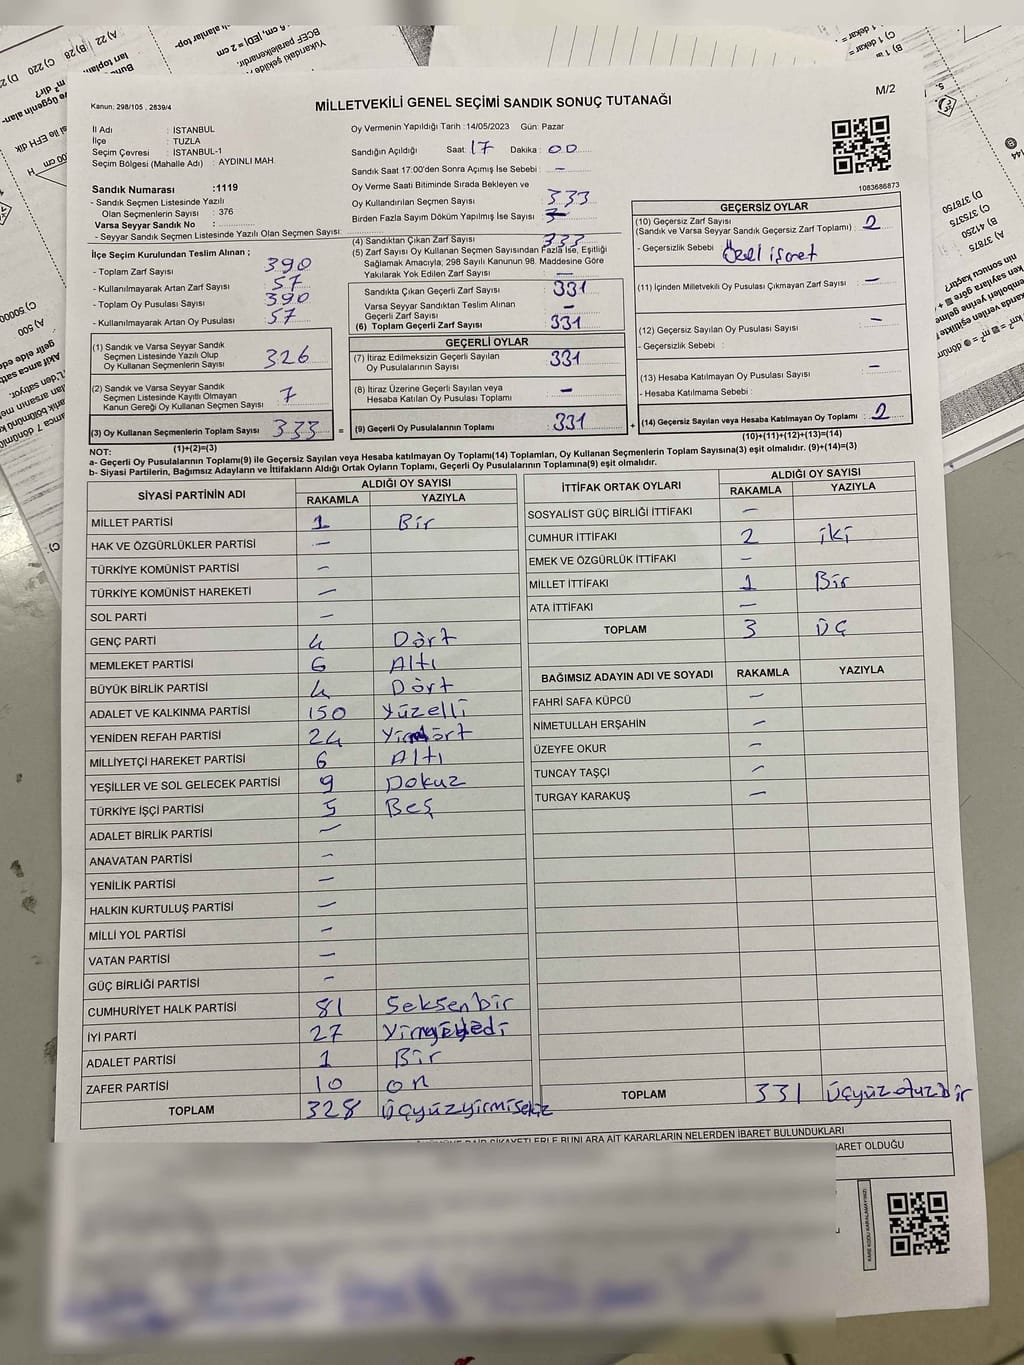 Kanun: 298/105, 2839/4
MİLLETVEKİLİ GENEL SEÇİMİ SANDIK SONUÇ TUTANAĞI
M/2
İl Adı : İSTANBUL
İlçe : TUZLA
Seçim Çevresi : İSTANBUL-1
Seçim Bölgesi (Mahalle Adı) : AYDINLI MAH.
Sandık Numarası :1119
- Sandık Seçmen Listesinde Yazılı
Olan Seçmenlerin Sayısı : 376
Varsa Seyyar Sandık No :
- Seyyar Sandık Seçmen Listesinde Yazılı Olan Seçmen Sayısı:
Oy Vermenin Yapıldığı Tarih :14/05/2023 Gün: Pazar
Sandığın Açıldığı Saat: 17 Dakika: 00
Sandık Saat 17:00'den Sonra Açımış İse Sebebi : -
Oy Verme Saati Bitiminde Sırada Bekleyen ve
Oy Kullandırılan Seçmen Sayısı : 333
Birden Fazla Sayım Döküm Yapılmış İse Sayısı :
1083686873
İlçe Seçim Kurulundan Teslim Alınan ;
- Toplam Zarf Sayısı : 390
- Kullanılmayarak Artan Zarf Sayısı : 57
- Toplam Oy Pusulası Sayısı : 390
- Kullanılmayarak Artan Oy Pusulası : 57
(1) Sandık ve Varsa Seyyar Sandık
Seçmen Listesinde Yazılı Olup
Oy Kullanan Seçmenlerin Sayısı : 326
(2) Sandık ve Varsa Seyyar Sandık
Seçmen Listesinde Kayıtlı Olmayan
Kanun Gereği Oy Kullanan Seçmen Sayısı : 7
(3) Oy Kullanan Seçmenlerin Toplam Sayısı 333 =
(1)+(2)=(3)
(4) Sandıktan Çıkan Zarf Sayısı : 333
(5) Zarf Sayısı Oy Kullanan Seçmen Sayısından Fazla İse, Eşitliği
Sağlamak Amacıyla, 298 Sayılı Kanunun 98. Maddesine Göre
Yakılarak Yok Edilen Zarf Sayısı : -
Sandıkta Çıkan Geçerli Zarf Sayısı : 331
Varsa Seyyar Sandıktan Teslim Alınan
Geçerli Zarf Sayısı : -
(6) Toplam Geçerli Zarf Sayısı : 331
GEÇERLİ OYLAR
(7) İtiraz Edilmeksizin Geçerli Sayılan
Oy Pusulalarının Sayısı : 331
(8) İtiraz Üzerine Geçerli Sayılan veya
Hesaba Katılan Oy Pusulası Toplamı : -
(9) Geçerli Oy Pusulalarının Toplamı : 331 +
GEÇERSİZ OYLAR
(10) Geçersiz Zarf Sayısı
(Sandık ve Varsa Seyyar Sandık Geçersiz Zarf Toplamı) : 2
- Geçersizlik Sebebi : Özel işaret
(11) İçinden Milletvekili Oy Pusulası Çıkmayan Zarf Sayısı : -
(12) Geçersiz Sayılan Oy Pusulası Sayısı : -
- Geçersizlik Sebebi :
(13) Hesaba Katılmayan Oy Pusulası Sayısı : -
- Hesaba Katılmama Sebebi :
(14) Geçersiz Sayılan veya Hesaba Katılmayan Oy Toplamı : 2
(10)+(11)+(12)+(13)=(14)
NOT:
a- Geçerli Oy Pusulalarının Toplamı(9) ile Geçersiz Sayılan veya Hesaba katılmayan Oy Toplamı(14) Toplamları, Oy Kullanan Seçmenlerin Toplam Sayısına(3) eşit olmalıdır. (9)+(14)=(3)
b- Siyasi Partilerin, Bağımsız Adayların ve İttifakların Aldığı Ortak Oyların Toplamı, Geçerli Oy Pusulalarının Toplamına(9) eşit olmalıdır.
SİYASİ PARTİNİN ADI ALDIĞI OY SAYISI
RAKAMLA YAZIYLA
MİLLET PARTİSİ 1 Bir
HAK VE ÖZGÜRLÜKLER PARTİSİ -
TÜRKİYE KOMÜNİST PARTİSİ -
TÜRKİYE KOMÜNİST HAREKETİ -
SOL PARTİ -
GENÇ PARTİ 4 Dört
MEMLEKET PARTİSİ 6 Altı
BÜYÜK BİRLİK PARTİSİ 4 Dört
ADALET VE KALKINMA PARTİSİ 150 Yüzelli
YENİDEN REFAH PARTİSİ 24
MİLLİYETÇİ HAREKET PARTİSİ 6 Altı
YEŞİLLER VE SOL GELECEK PARTİSİ 9 Dokuz
TÜRKİYE İŞÇİ PARTİSİ 5 Beş
ADALET BİRLİK PARTİSİ -
ANAVATAN PARTİSİ -
YENİLİK PARTİSİ -
HALKIN KURTULUŞ PARTİSİ -
MİLLİ YOL PARTİSİ -
VATAN PARTİSİ -
GÜÇ BİRLİĞİ PARTİSİ -
CUMHURİYET HALK PARTİSİ 81 Seksenbir
İYİ PARTİ 27
ADALET PARTİSİ 1 Bir
ZAFER PARTİSİ 10 on
TOPLAM 328 Üçyüzyirmisekiz
İTTİFAK ORTAK OYLARI ALDIĞI OY SAYISI
RAKAMLA YAZIYLA
SOSYALİST GÜÇ BİRLİĞİ İTTİFAKI -
CUMHUR İTTİFAKI 2 iki
EMEK VE ÖZGÜRLÜK İTTİFAKI -
MİLLET İTTİFAKI 1 Bir
ATA İTTİFAKI -
TOPLAM 3 Üç
BAĞIMSIZ ADAYIN ADI VE SOYADI RAKAMLA YAZIYLA
FAHRİ SAFA KÜPCÜ -
NİMETULLAH ERŞAHİN -
ÜZEYFE OKUR -
TUNCAY TAŞÇI -
TURGAY KARAKUŞ -
TOPLAM 331 Üçyüzotuzbir
ŞİKAYETLERLE BUNLARA AİT KARARLARIN NELERDEN İBARET BULUNDUKLARI
İBARET OLDUĞU
KARE KODU KARALAMAYINIZ!